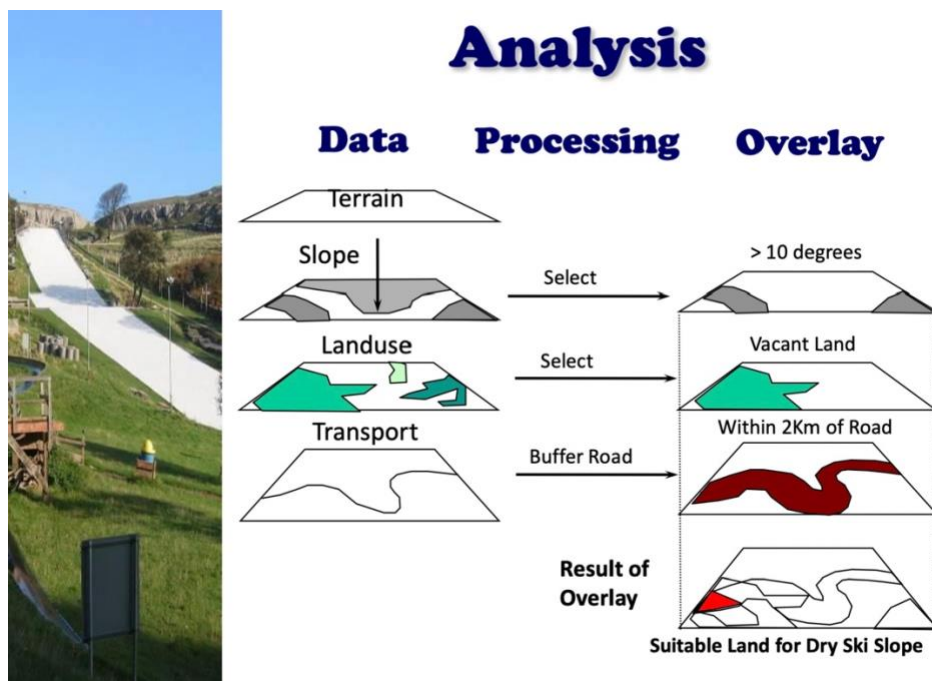 Analysis
Data Processing Overlay
Terrain
Slope
Select
> 10 degrees
Landuse
Select
Vacant Land
Transport
Buffer Road
Within 2Km of Road
Result of
Overlay
Suitable Land for Dry Ski Slope